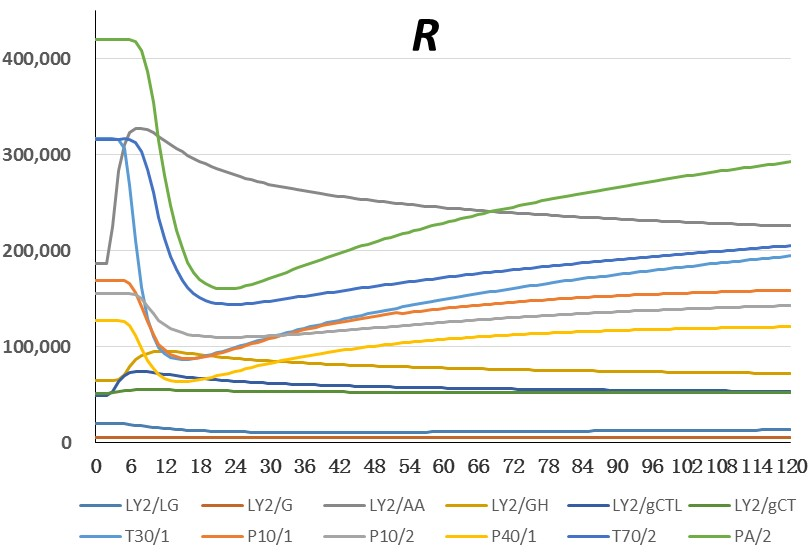 R
400,000
300,000
200,000
100,000
0
0 6 12 18 24 30 36 42 48 54 60 66 72 78 84 90 96 102 108 114 120
LY2/LG LY2/G LY2/AA LY2/GH LY2/gCTL LY2/gCT
T30/1 P10/1 P10/2 P40/1 T70/2 PA/2